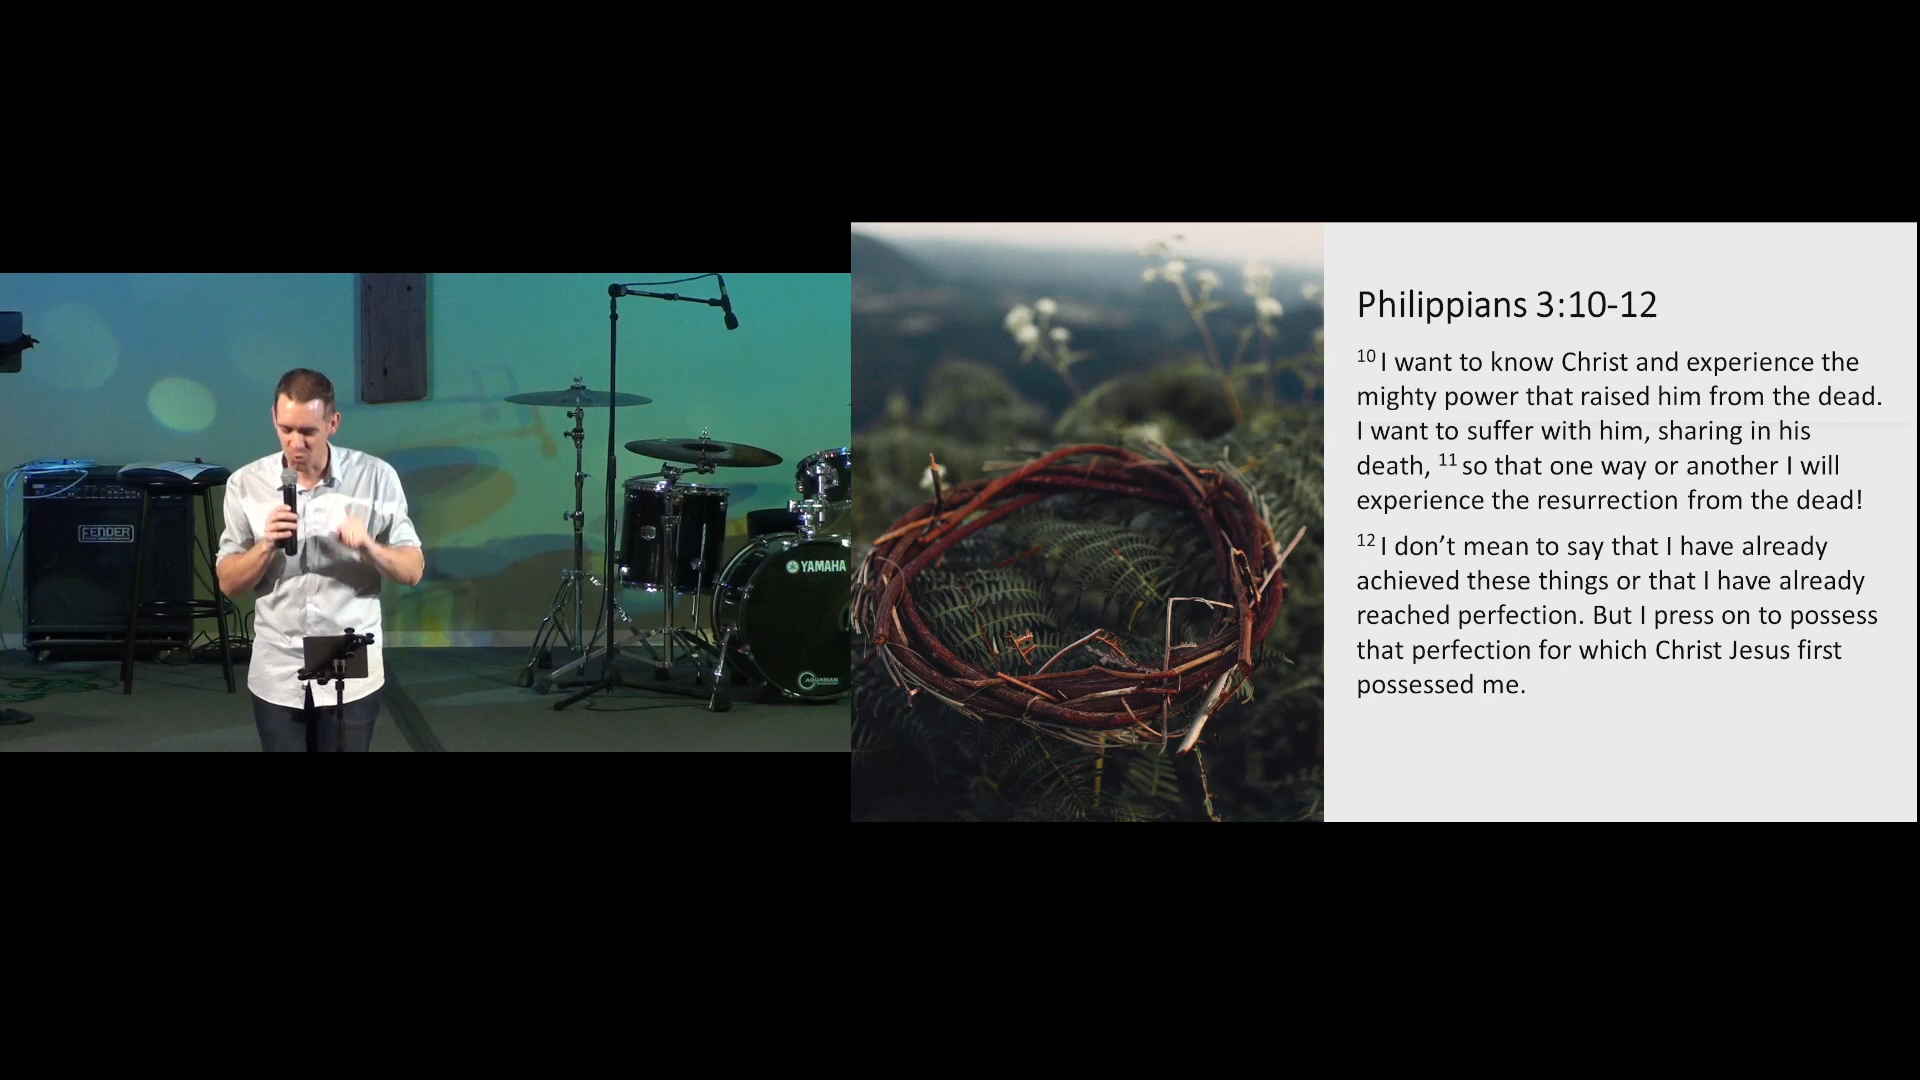 FENDER
YAMAHA
AQUARIAN
Philippians 3:10-12
10 I want to know Christ and experience the
mighty power that raised him from the dead.
I want to suffer with him, sharing in his
death, 11 so that one way or another I will
experience the resurrection from the dead!
12 I don’t mean to say that I have already
achieved these things or that I have already
reached perfection. But I press on to possess
that perfection for which Christ Jesus first
possessed me.